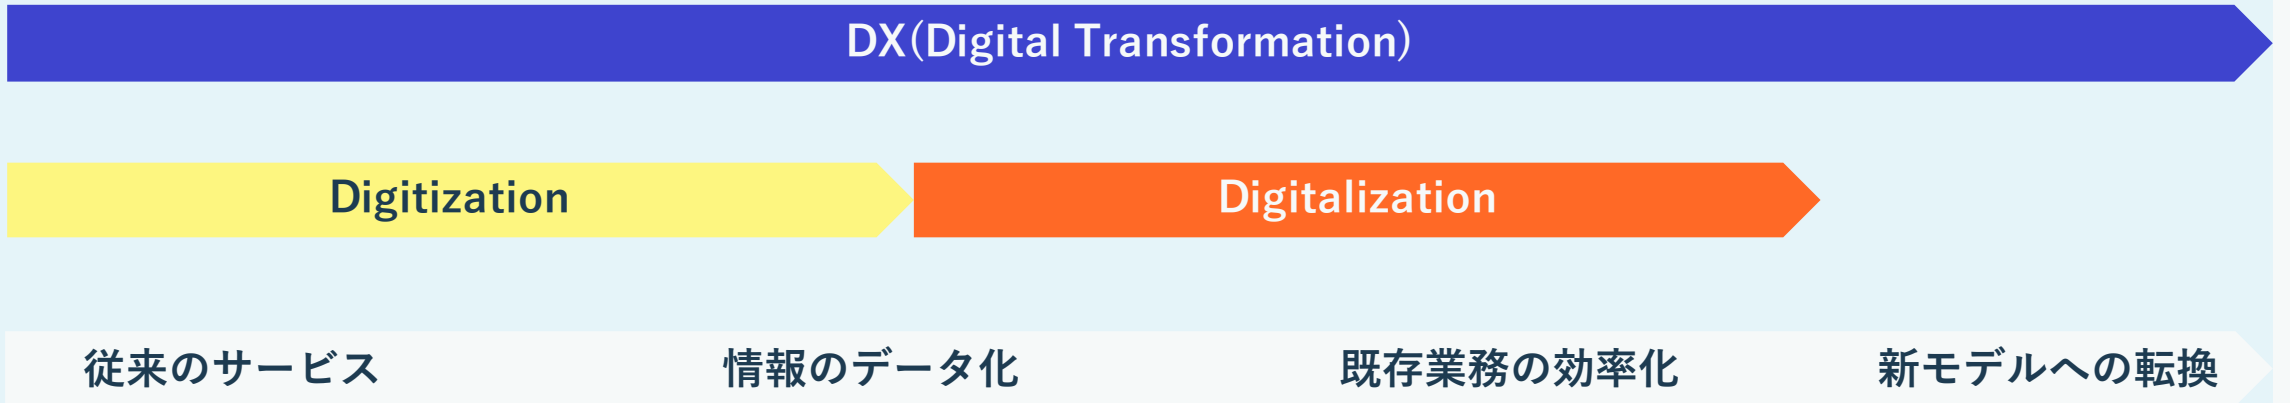 DX(Digital Transformation)
Digitization
Digitalization
従来のサービス
情報のデータ化
既存業務の効率化
新モデルへの転換